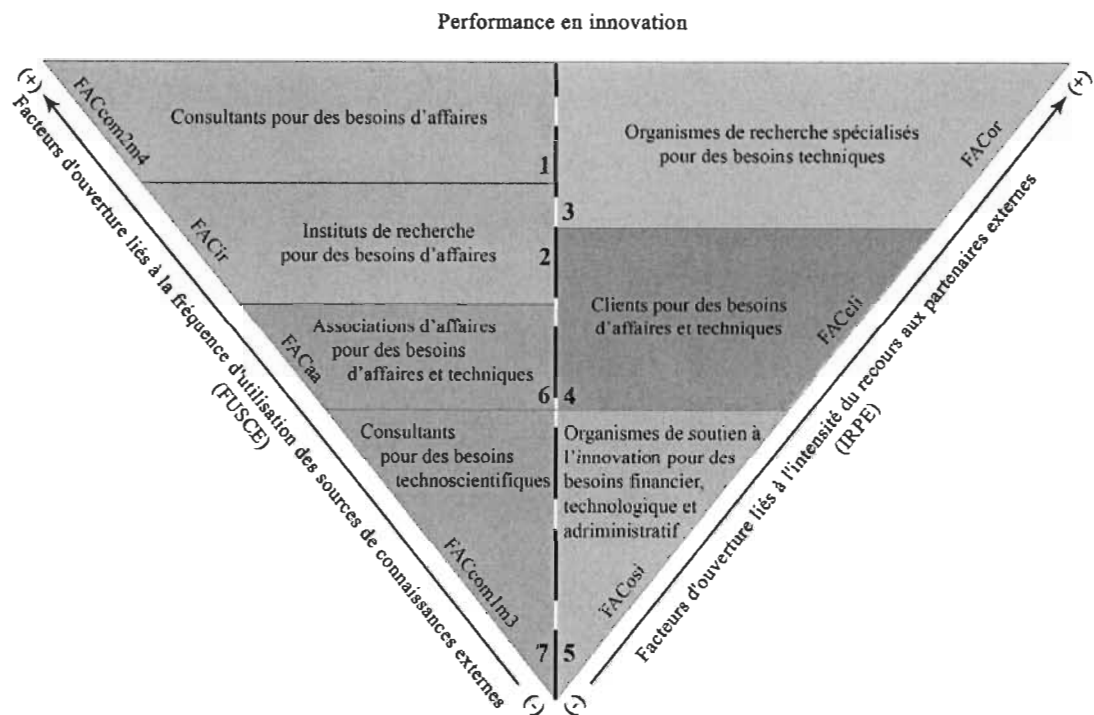 Performance en innovation
(+)
(+)
FACcom2m4
Consultants pour des besoins d'affaires
1
Organismes de recherche spécialisés
pour des besoins techniques
FACor
3
FACir
Instituts de recherche
pour des besoins d'affaires
2
Clients pour des besoins
d'affaires et techniques
FACcli
4
FACaa
Associations d'affaires
pour des besoins
d'affaires et techniques
6
Consultants
pour des besoins
technoscientifiques
FACcom1m3
7
Organismes de soutien à
l'innovation pour des
besoins financier,
technologique et
adriministratif
FACosi
5
Facteurs d'ouverture liés à la fréquence d'utilisation des sources de connaissances externes
(FUSCE)
Facteurs d'ouverture liés à l'intensité du recours aux partenaires externes
(IRPE)
(-)
(-)